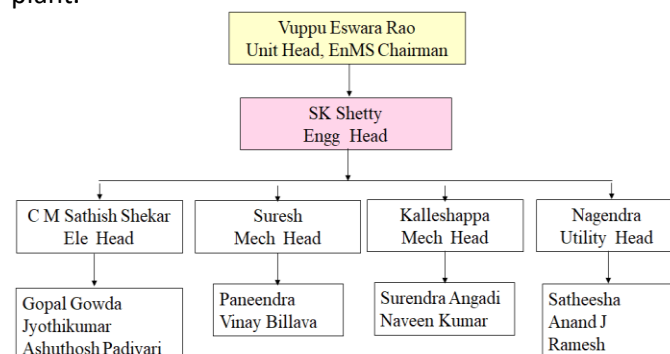 plant.
Vuppu Eswara Rao
Unit Head, EnMS Chairman
SK Shetty
Engg Head
C M Sathish Shekar
Ele Head
Suresh
Mech Head
Kalleshappa
Mech Head
Nagendra
Utility Head
Gopal Gowda
Jyothikumar
Ashuthosh Padivari
Paneendra
Vinay Billava
Surendra Angadi
Naveen Kumar
Satheesha
Anand J
Ramesh